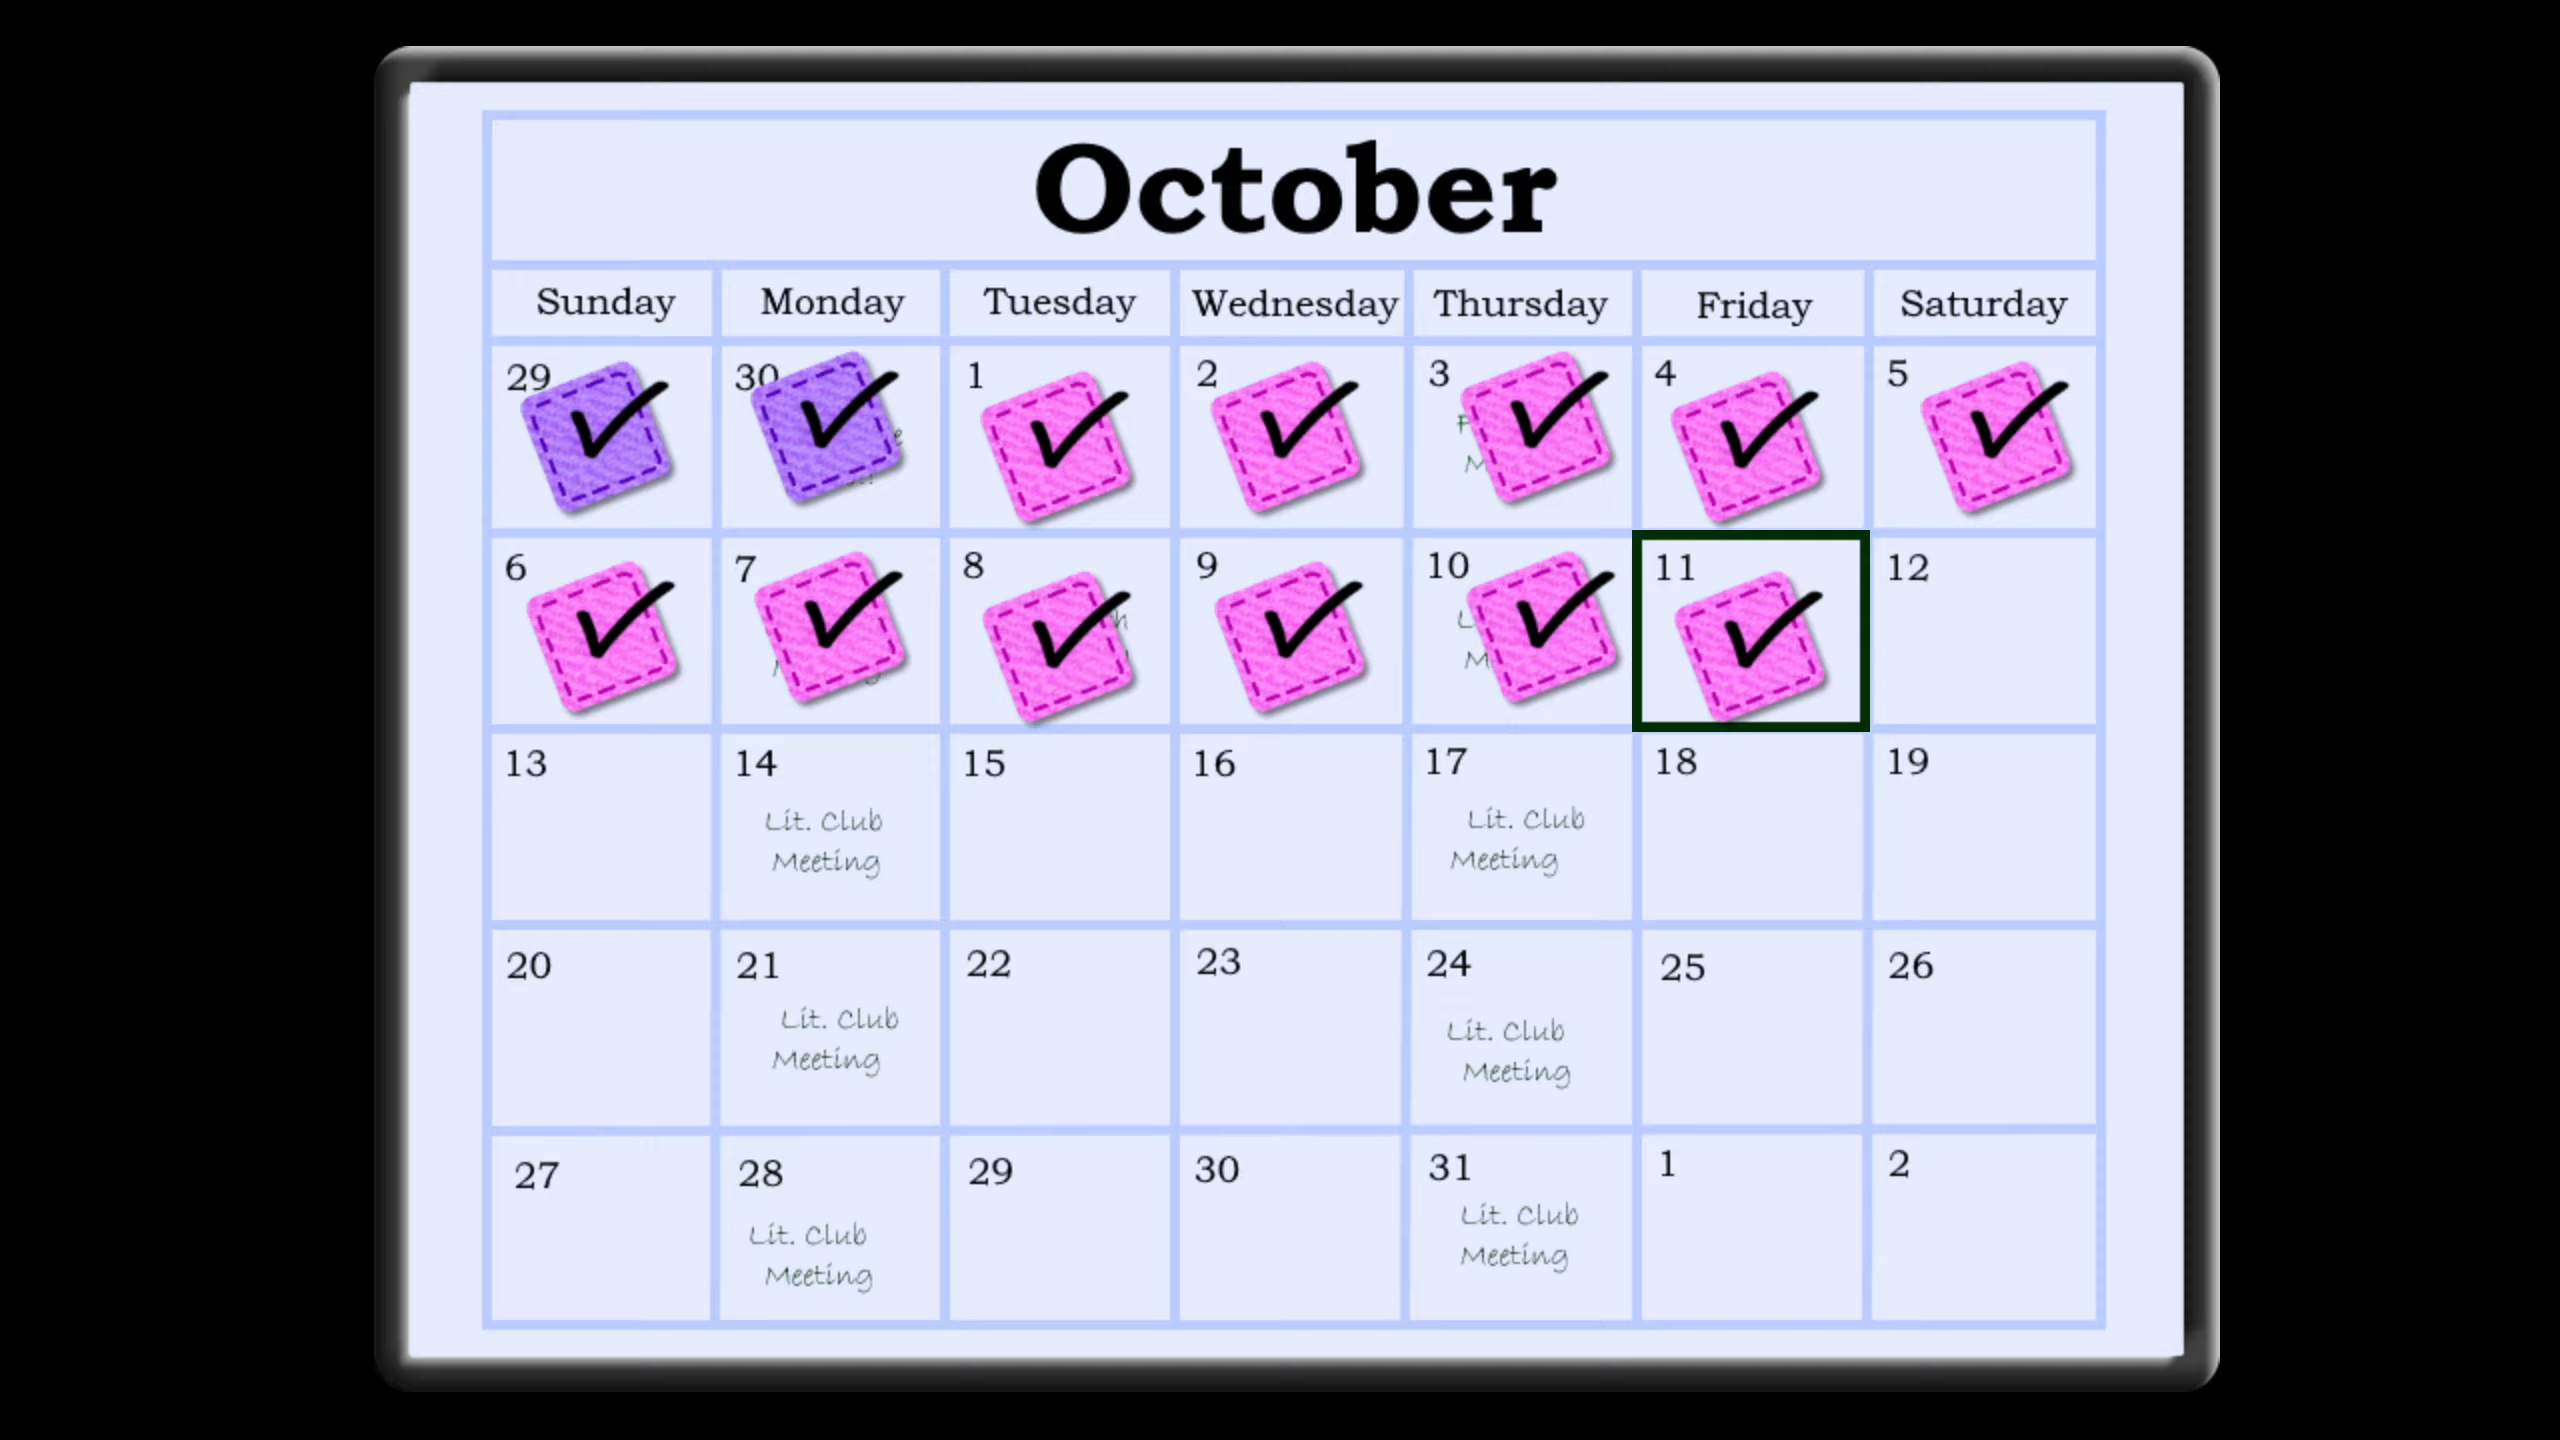 October
Sunday Monday Tuesday Wednesday Thursday Friday Saturday
29 30 1 2 3 4 5
6 7 8 9 10 11 12
13 14 15 16 17 18 19
Lit. Club Lit. Club
Meeting Meeting
20 21 22 23 24 25 26
Lit. Club Lit. Club
Meeting Meeting
27 28 29 30 31 1 2
Lit. Club Lit. Club
Meeting Meeting